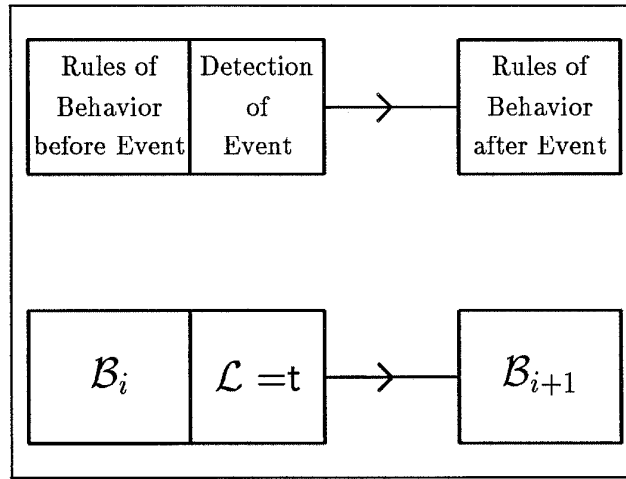 Rules of Behavior before Event
Detection of Event
Rules of Behavior after Event
ℬᵢ
ℒ =t
ℬᵢ₊₁